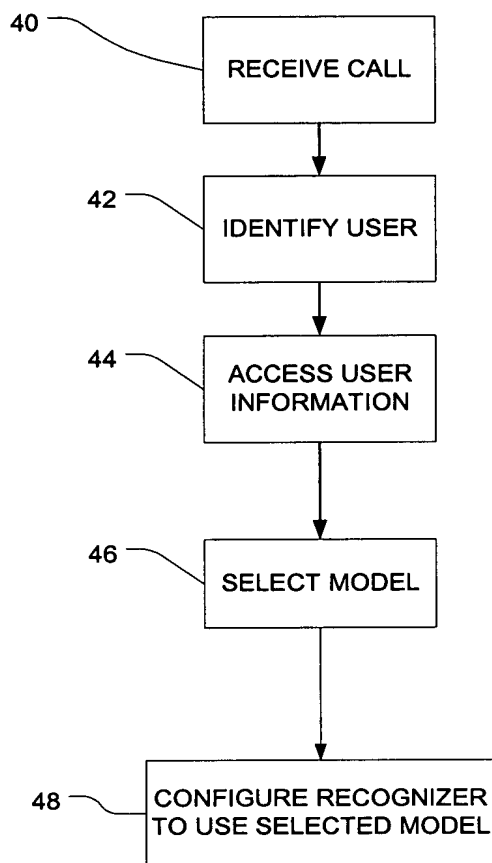 40
RECEIVE CALL
42
IDENTIFY USER
44
ACCESS USER
INFORMATION
46
SELECT MODEL
48
CONFIGURE RECOGNIZER
TO USE SELECTED MODEL